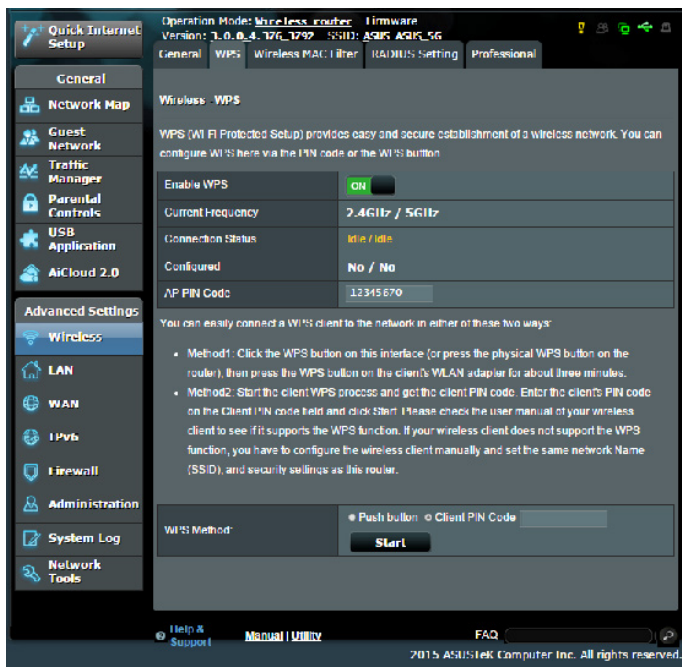 Quick Internet
Setup
Operation Mode: Wireless router Firmware
Version: 3.0.0.4.376_3792 SSID: ASUS ASUS_5G
General WPS Wireless MAC Filter RADIUS Setting Professional
General
Network Map
Guest
Network
Traffic
Manager
Parental
Controls
USB
Application
AiCloud 2.0
Advanced Settings
Wireless
LAN
WAN
IPv6
Firewall
Administration
System Log
Network
Tools
Wireless - WPS
WPS (Wi-Fi Protected Setup) provides easy and secure establishment of a wireless network. You can
configure WPS here via the PIN code or the WPS button
Enable WPS ON
Current Frequency 2.4GHz / 5GHz
Connection Status Idle / Idle
Configured No / No
AP PIN Code 12345670
You can easily connect a WPS client to the network in either of these two ways:
• Method1: Click the WPS button on this interface (or press the physical WPS button on the
router), then press the WPS button on the client's WLAN adapter for about three minutes.
• Method2: Start the client WPS process and get the client PIN code. Enter the client's PIN code
on the Client PIN code field and click Start. Please check the user manual of your wireless
client to see if it supports the WPS function. If your wireless client does not support the WPS
function, you have to configure the wireless client manually and set the same network Name
(SSID), and security settings as this router.
WPS Method: Push button Client PIN Code
Start
Help &
Support
Manual | Utility
FAQ
2015 ASUSTeK Computer Inc. All rights reserved.